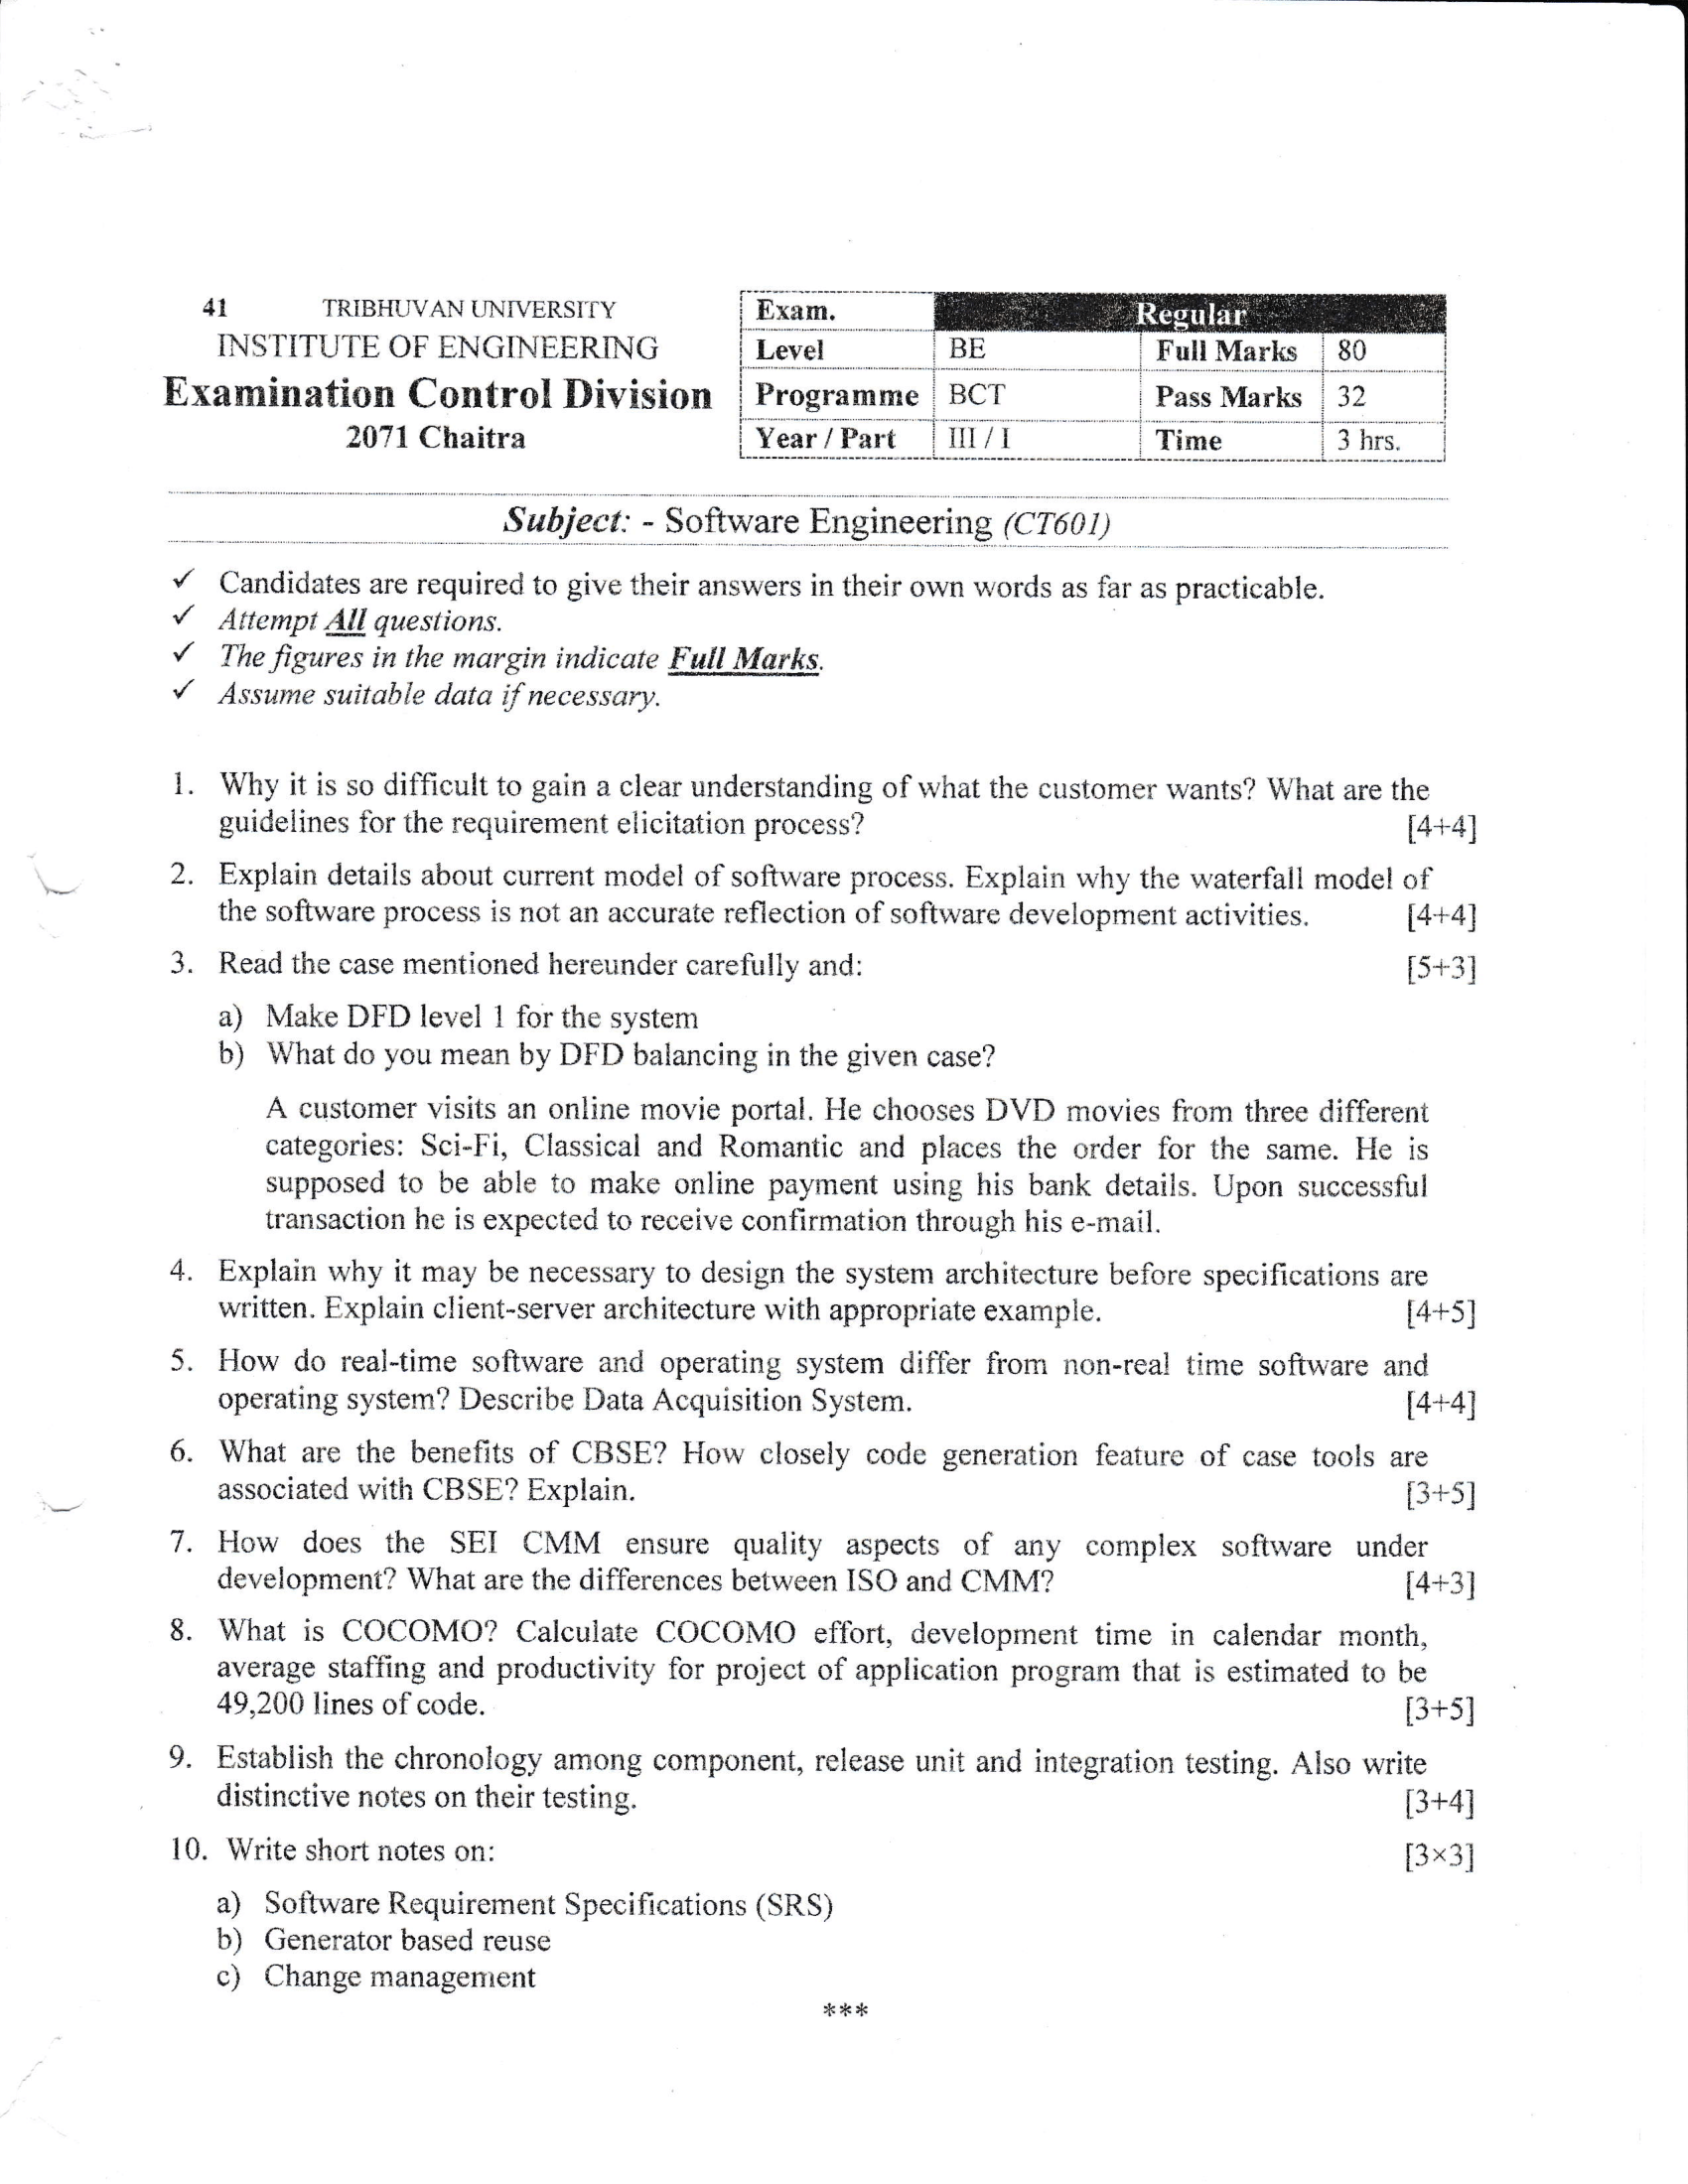 41 TRIBHUVAN UNIVERSITY
INSTITUTE OF ENGINEERING
Examination Control Division
2071 Chaitra
Exam. Regular
Level BE Full Marks 80
Programme BCT Pass Marks 32
Year / Part III / I Time 3 hrs.
Subject: - Software Engineering (CT601)
✓ Candidates are required to give their answers in their own words as far as practicable.
✓ Attempt All questions.
✓ The figures in the margin indicate Full Marks.
✓ Assume suitable data if necessary.
1. Why it is so difficult to gain a clear understanding of what the customer wants? What are the
guidelines for the requirement elicitation process? [4+4]
2. Explain details about current model of software process. Explain why the waterfall model of
the software process is not an accurate reflection of software development activities. [4+4]
3. Read the case mentioned hereunder carefully and: [5+3]
a) Make DFD level 1 for the system
b) What do you mean by DFD balancing in the given case?
A customer visits an online movie portal. He chooses DVD movies from three different
categories: Sci-Fi, Classical and Romantic and places the order for the same. He is
supposed to be able to make online payment using his bank details. Upon successful
transaction he is expected to receive confirmation through his e-mail.
4. Explain why it may be necessary to design the system architecture before specifications are
written. Explain client-server architecture with appropriate example. [4+5]
5. How do real-time software and operating system differ from non-real time software and
operating system? Describe Data Acquisition System. [4+4]
6. What are the benefits of CBSE? How closely code generation feature of case tools are
associated with CBSE? Explain. [3+5]
7. How does the SEI CMM ensure quality aspects of any complex software under
development? What are the differences between ISO and CMM? [4+3]
8. What is COCOMO? Calculate COCOMO effort, development time in calendar month,
average staffing and productivity for project of application program that is estimated to be
49,200 lines of code. [3+5]
9. Establish the chronology among component, release unit and integration testing. Also write
distinctive notes on their testing. [3+4]
10. Write short notes on: [3×3]
a) Software Requirement Specifications (SRS)
b) Generator based reuse
c) Change management
***